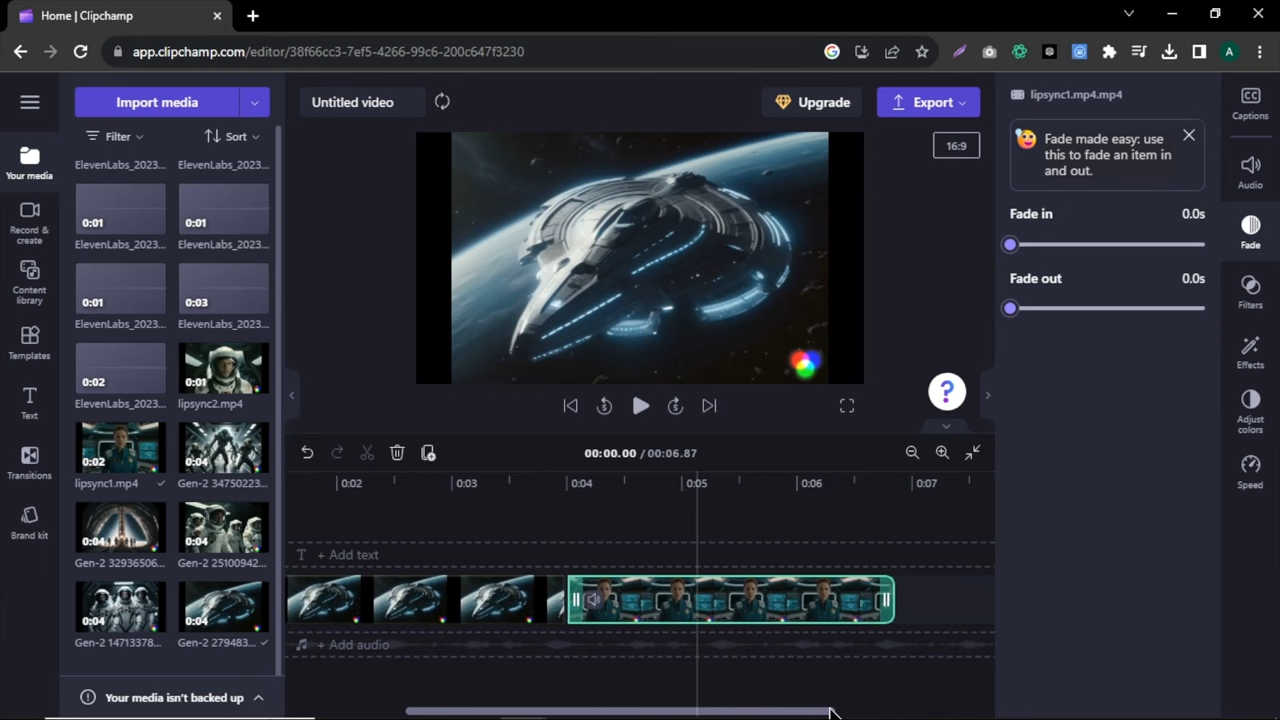 Home | Clipchamp
app.clipchamp.com/editor/38f66cc3-7ef5-4266-99c6-200c647f3230
A
Import media
Filter
Sort
Untitled video
Upgrade
Export
16:9
lipsync1.mp4.mp4
Fade made easy: use
this to fade an item in
and out.
Fade in 0.0s
Fade out 0.0s
CC
Captions
Audio
Fade
Filters
Effects
Adjust
colors
Speed
Your media
Record &
create
Content
library
Templates
Text
Transitions
Brand kit
ElevenLabs_2023... ElevenLabs_2023...
0:01 0:01
ElevenLabs_2023... ElevenLabs_2023...
0:01 0:03
ElevenLabs_2023... ElevenLabs_2023...
0:02 0:01
ElevenLabs_2023... lipsync2.mp4
0:02 0:04
lipsync1.mp4 Gen-2 34750223...
0:04 0:04
Gen-2 32936506... Gen-2 25100942...
0:04 0:04
Gen-2 14713378... Gen-2 279483...
Your media isn't backed up
5 5
?
00:00.00 / 00:06.87
0:02 0:03 0:04 0:05 0:06 0:07
T + Add text
+ Add audio